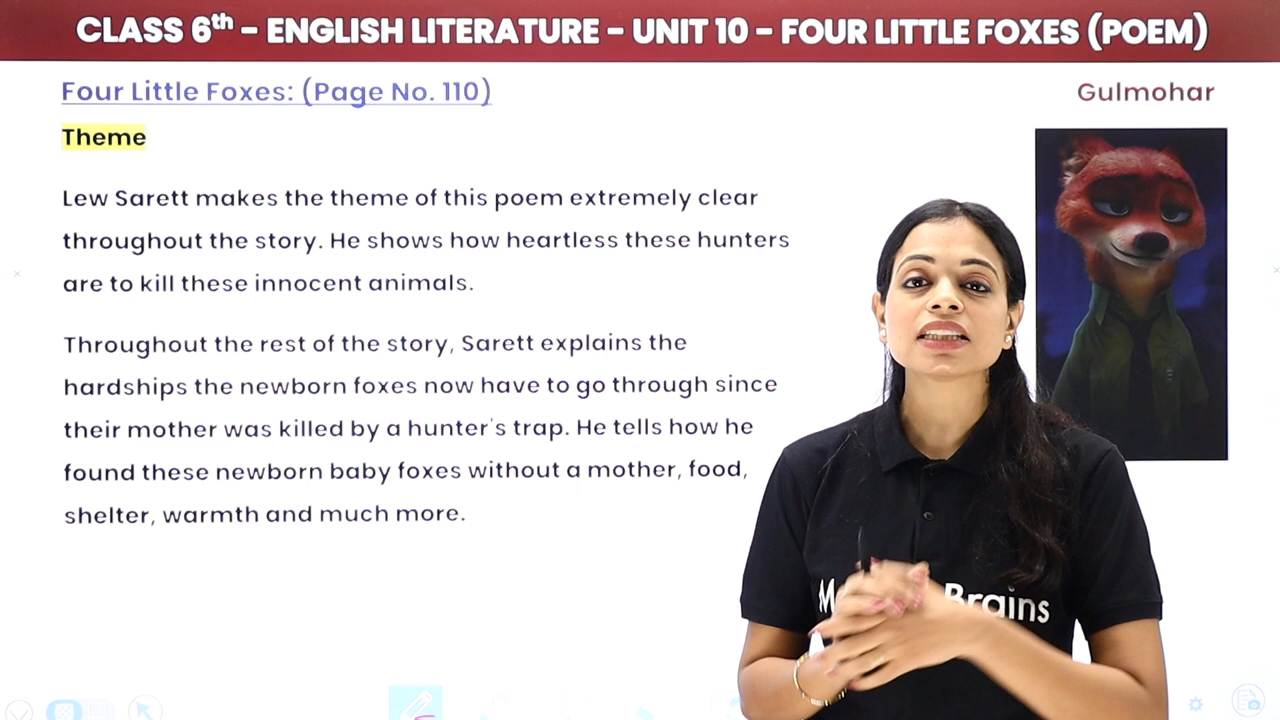 CLASS 6th – ENGLISH LITERATURE – UNIT 10 – FOUR LITTLE FOXES (POEM)
Four Little Foxes: (Page No. 110)
Gulmohar
Theme
Lew Sarett makes the theme of this poem extremely clear
throughout the story. He shows how heartless these hunters
are to kill these innocent animals.
Throughout the rest of the story, Sarett explains the
hardships the newborn foxes now have to go through since
their mother was killed by a hunter's trap. He tells how he
found these newborn baby foxes without a mother, food,
shelter, warmth and much more.
Brains